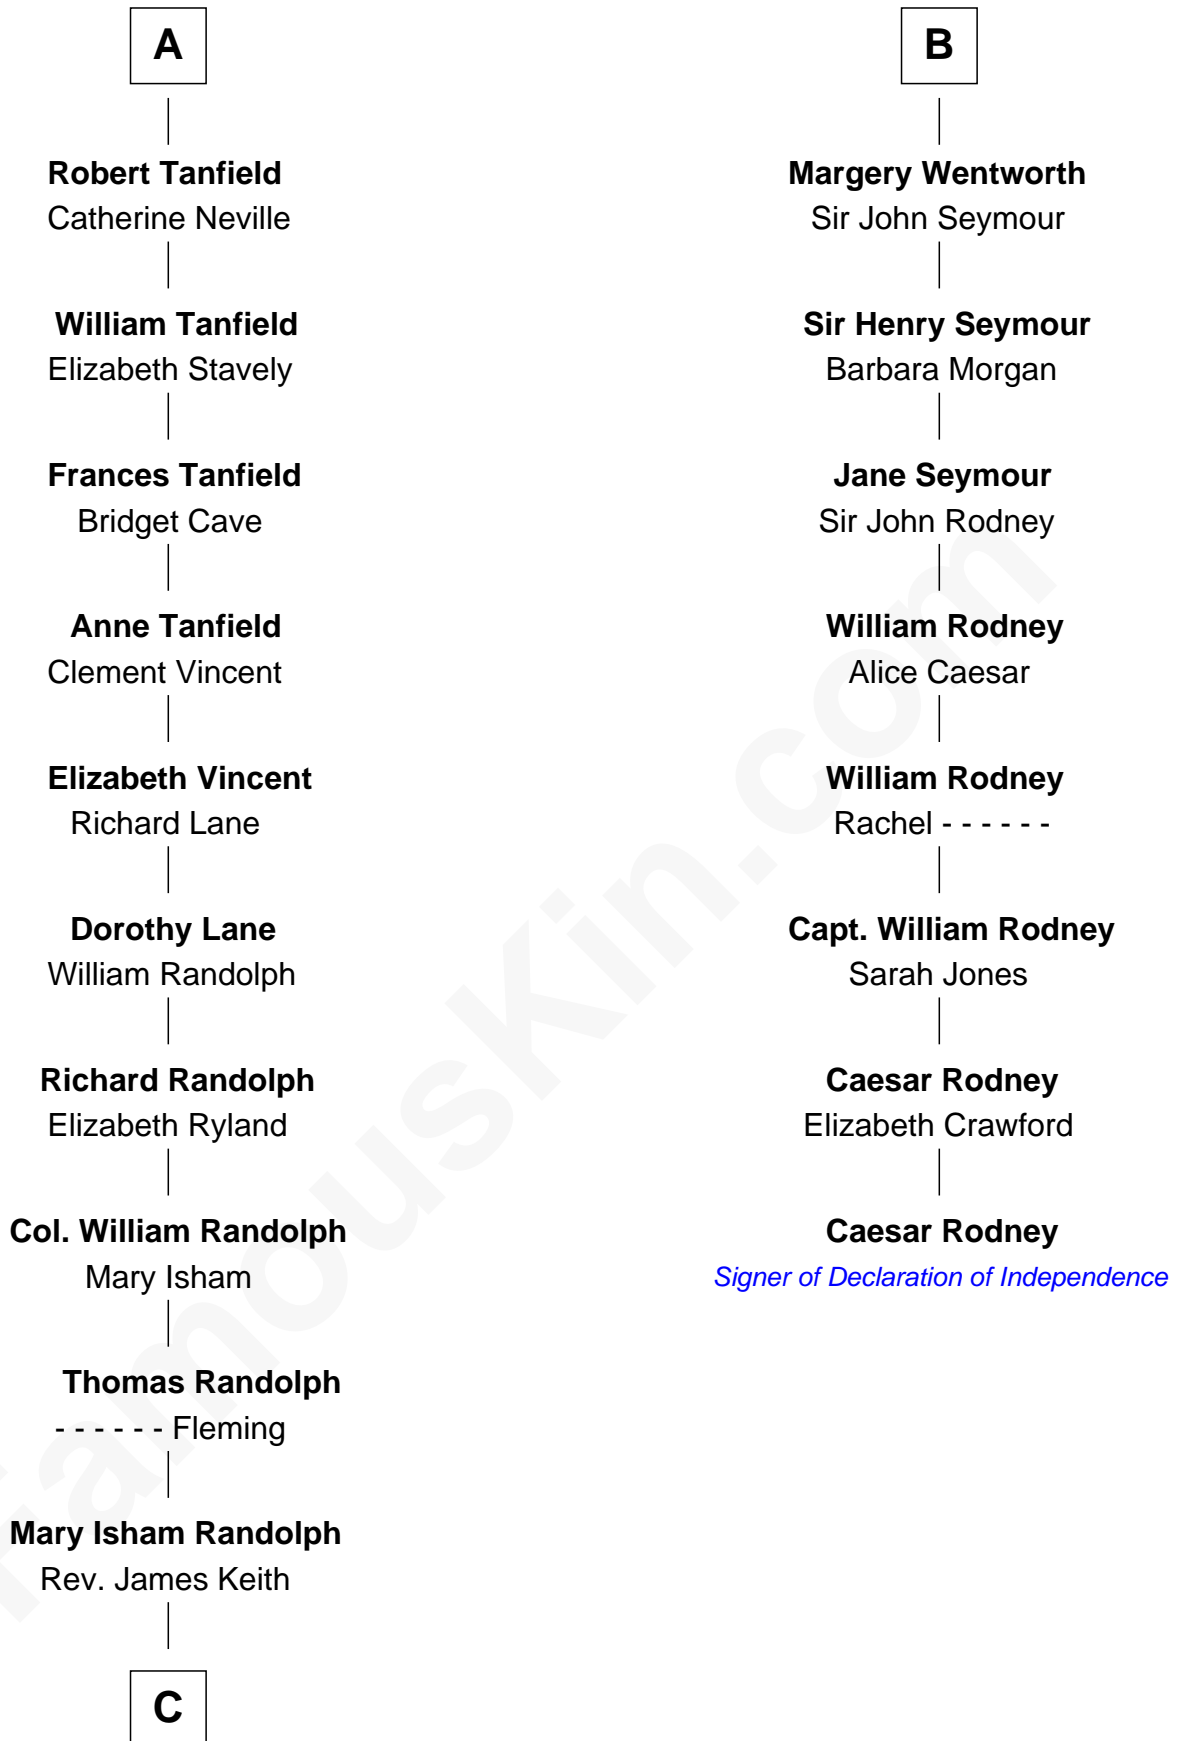 A
Robert Tanfield
Catherine Neville
William Tanfield
Elizabeth Stavely
Frances Tanfield
Bridget Cave
Anne Tanfield
Clement Vincent
Elizabeth Vincent
Richard Lane
Dorothy Lane
William Randolph
Richard Randolph
Elizabeth Ryland
Col. William Randolph
Mary Isham
Thomas Randolph
- - - - - - Fleming
Mary Isham Randolph
Rev. James Keith
C
B
Margery Wentworth
Sir John Seymour
Sir Henry Seymour
Barbara Morgan
Jane Seymour
Sir John Rodney
William Rodney
Alice Caesar
William Rodney
Rachel - - - - - -
Capt. William Rodney
Sarah Jones
Caesar Rodney
Elizabeth Crawford
Caesar Rodney
Signer of Declaration of Independence
FamousKin.com